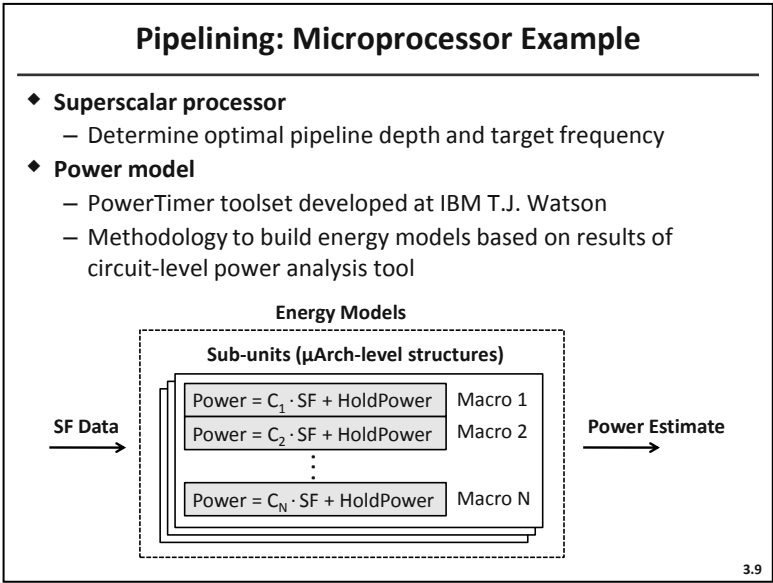 Pipelining: Microprocessor Example
◆ Superscalar processor
– Determine optimal pipeline depth and target frequency
◆ Power model
– PowerTimer toolset developed at IBM T.J. Watson
– Methodology to build energy models based on results of
circuit-level power analysis tool
Energy Models
Sub-units (μArch-level structures)
SF Data
Power = C₁ · SF + HoldPower Macro 1
Power = C₂ · SF + HoldPower Macro 2
⋮
Power = C_N · SF + HoldPower Macro N
Power Estimate
3.9